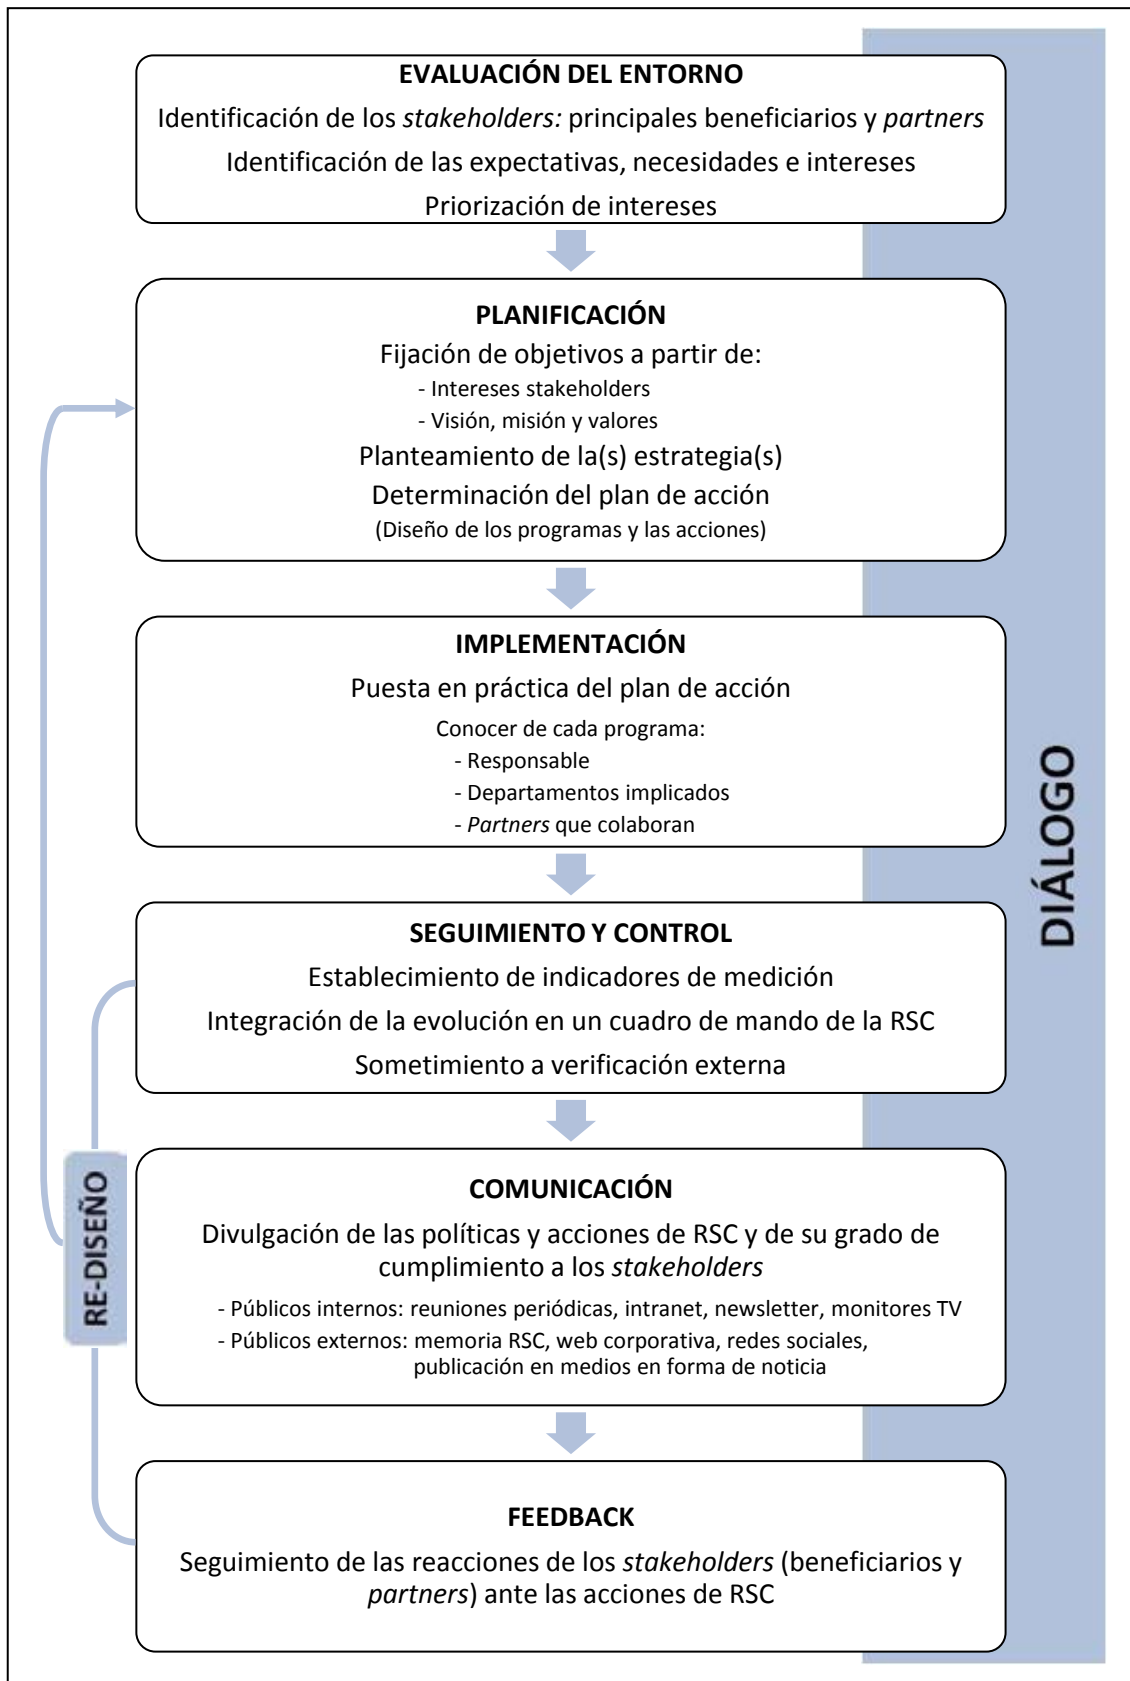 EVALUACIÓN DEL ENTORNO
Identificación de los stakeholders: principales beneficiarios y partners
Identificación de las expectativas, necesidades e intereses
Priorización de intereses
PLANIFICACIÓN
Fijación de objetivos a partir de:
- Intereses stakeholders
- Visión, misión y valores
Planteamiento de la(s) estrategia(s)
Determinación del plan de acción
(Diseño de los programas y las acciones)
IMPLEMENTACIÓN
Puesta en práctica del plan de acción
Conocer de cada programa:
- Responsable
- Departamentos implicados
- Partners que colaboran
SEGUIMIENTO Y CONTROL
Establecimiento de indicadores de medición
Integración de la evolución en un cuadro de mando de la RSC
Sometimiento a verificación externa
COMUNICACIÓN
Divulgación de las políticas y acciones de RSC y de su grado de
cumplimiento a los stakeholders
- Públicos internos: reuniones periódicas, intranet, newsletter, monitores TV
- Públicos externos: memoria RSC, web corporativa, redes sociales,
publicación en medios en forma de noticia
FEEDBACK
Seguimiento de las reacciones de los stakeholders (beneficiarios y
partners) ante las acciones de RSC
RE-DISEÑO
DIÁLOGO